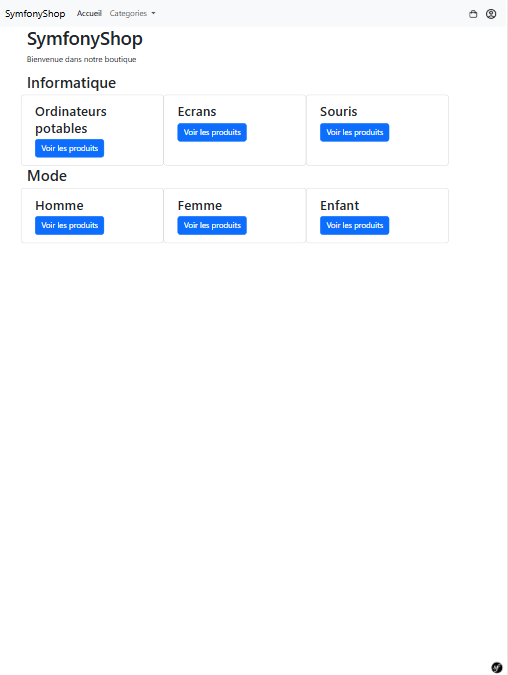 SymfonyShop Accueil Categories
SymfonyShop
Bienvenue dans notre boutique
Informatique
Ordinateurs potables
Voir les produits
Ecrans
Voir les produits
Souris
Voir les produits
Mode
Homme
Voir les produits
Femme
Voir les produits
Enfant
Voir les produits